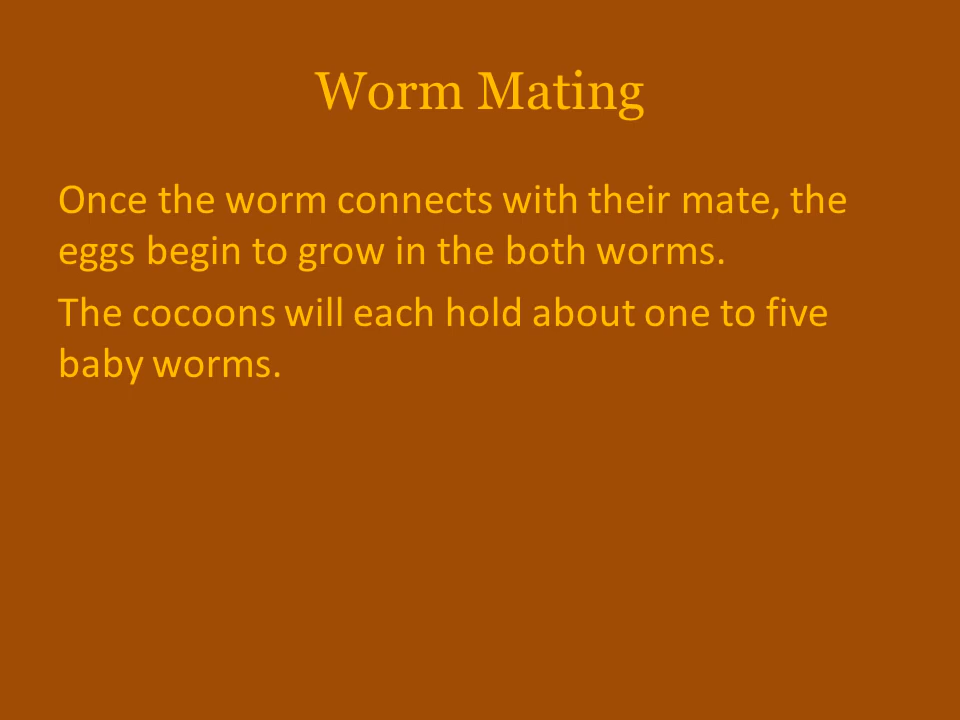 Worm Mating
Once the worm connects with their mate, the
eggs begin to grow in the both worms.
The cocoons will each hold about one to five
baby worms.